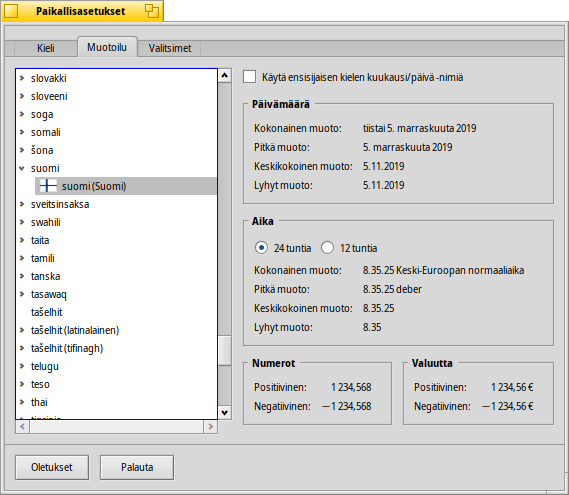 Paikallisasetukset
Kieli Muotoilu Valitsimet
slovakki
sloveeni
soga
somali
šona
suomi
suomi (Suomi)
sveitsinsaksa
swahili
taita
tamili
tanska
tasawaq
tašelhit
tašelhit (latinalainen)
tašelhit (tifinagh)
telugu
teso
thai
Käytä ensisijaisen kielen kuukausi/päivä -nimiä
Päivämäärä
Kokonainen muoto: tiistai 5. marraskuuta 2019
Pitkä muoto: 5. marraskuuta 2019
Keskikokoinen muoto: 5.11.2019
Lyhyt muoto: 5.11.2019
Aika
24 tuntia 12 tuntia
Kokonainen muoto: 8.35.25 Keski-Euroopan normaaliaika
Pitkä muoto: 8.35.25 deber
Keskikokoinen muoto: 8.35.25
Lyhyt muoto: 8.35
Numerot
Positiivinen: 1 234,568
Negatiivinen: −1 234,568
Valuutta
Positiivinen: 1 234,56 €
Negatiivinen: −1 234,56 €
Oletukset Palauta